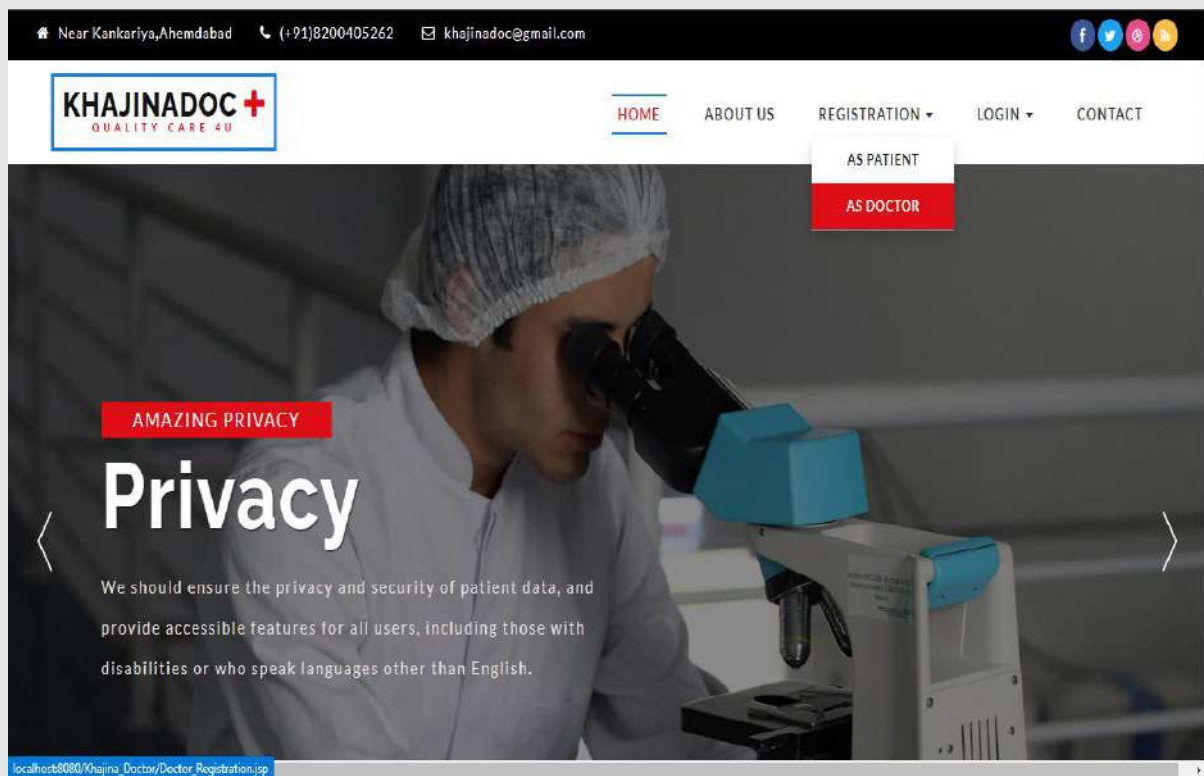 Near Kankariya,Ahemdabad (+91)8200405262 khajinadoc@gmail.com
KHAJINADOC
QUALITY CARE 4U
HOME ABOUT US REGISTRATION LOGIN CONTACT
AS PATIENT
AS DOCTOR
AMAZING PRIVACY
Privacy
We should ensure the privacy and security of patient data, and
provide accessible features for all users, including those with
disabilities or who speak languages other than English.
localhost:8080/Khajina_Doctor/Doctor_Registration.jsp